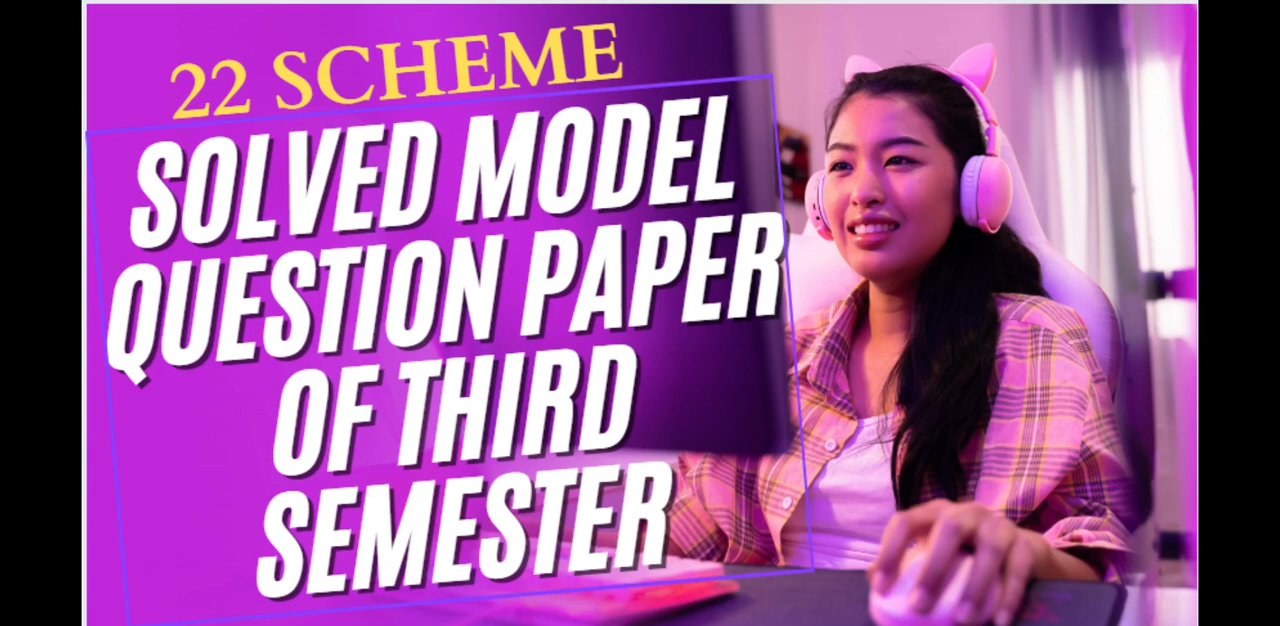 22 SCHEME
SOLVED MODEL
QUESTION PAPER
OF THIRD
SEMESTER